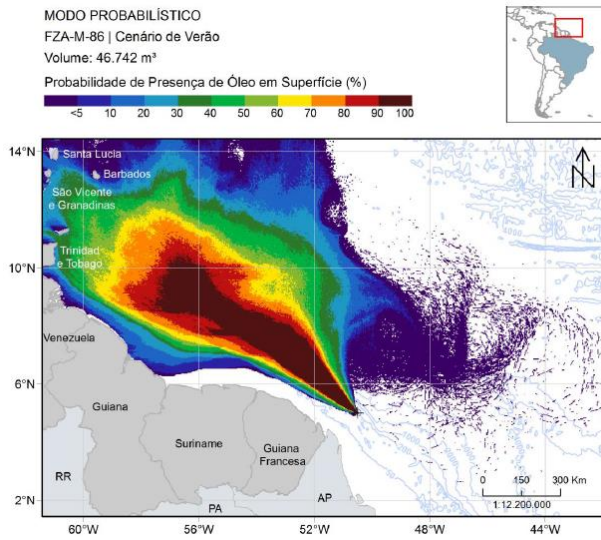 MODO PROBABILÍSTICO
FZA-M-86 | Cenário de Verão
Volume: 46.742 m³
Probabilidade de Presença de Óleo em Superfície (%)
<5 10 20 30 40 50 60 70 80 90 100
14°N
Santa Lucia
Barbados
São Vicente
e Granadinas
N
Trinidad
e Tobago
10°N
Venezuela
6°N
Guiana
Suriname
Guiana
Francesa
RR
AP
PA
0 150 300 Km
1:12.200.000
2°N
60°W 56°W 52°W 48°W 44°W